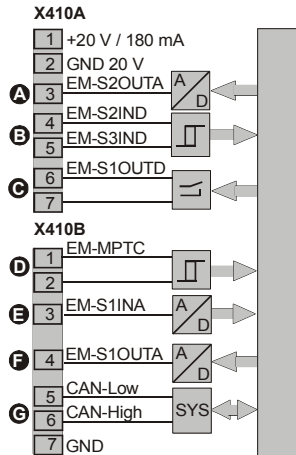 X410A
1 +20 V / 180 mA
2 GND 20 V
A 3 EM-S2OUTA A D
B 4 EM-S2IND
5 EM-S3IND
C 6 EM-S1OUTD
7
X410B
D 1 EM-MPTC
2
E 3 EM-S1INA A D
F 4 EM-S1OUTA A D
G 5 CAN-Low SYS
6 CAN-High
7 GND